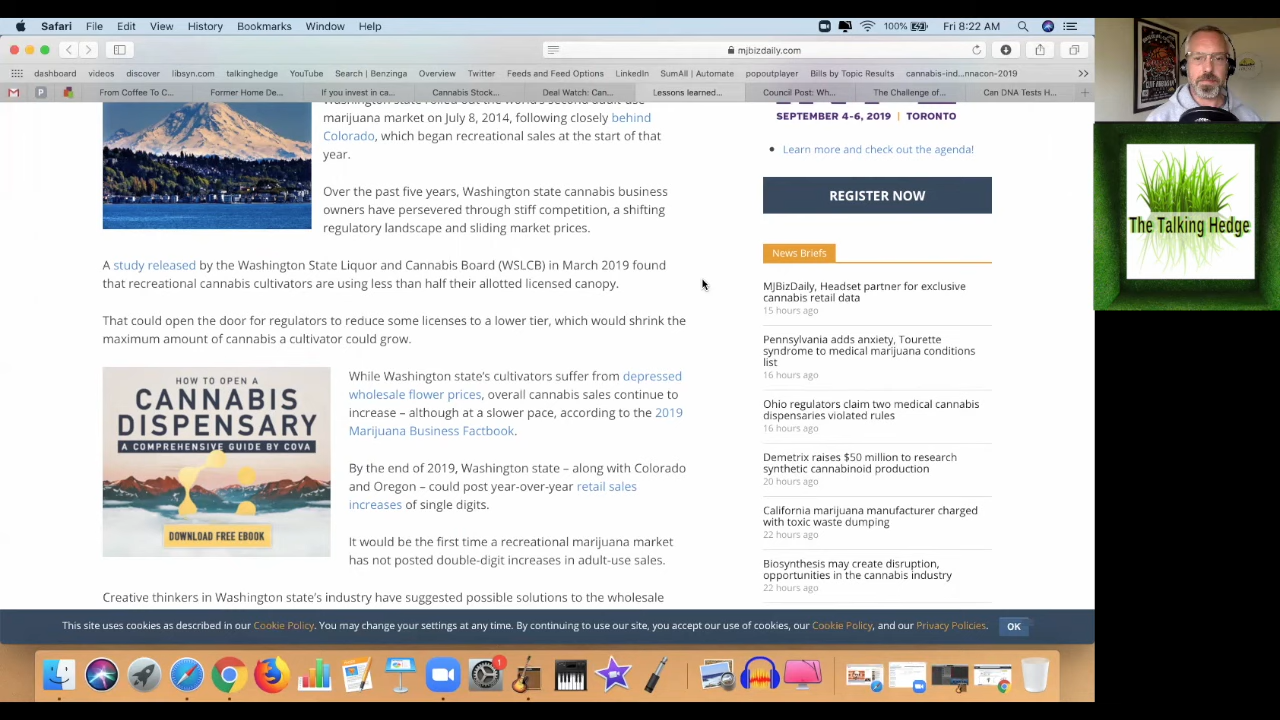 Safari File Edit View History Bookmarks Window Help 100% Fri 8:22 AM
mjbizdaily.com
dashboard videos discover libsyn.com talkinghedge YouTube Search | Benzinga Overview Twitter Feeds and Feed Options LinkedIn SumAll | Automate popoutplayer Bills by Topic Results cannabis-ind...nnacon-2019
From Coffee To C... Former Home De... If you invest in ca... Cannabis Stock... Deal Watch: Can... Lessons learned... Council Post: Wh... The Challenge of... Can DNA Tests H...
marijuana market on July 8, 2014, following closely behind
Colorado, which began recreational sales at the start of that
year.
Over the past five years, Washington state cannabis business
owners have persevered through stiff competition, a shifting
regulatory landscape and sliding market prices.
A study released by the Washington State Liquor and Cannabis Board (WSLCB) in March 2019 found
that recreational cannabis cultivators are using less than half their allotted licensed canopy.
That could open the door for regulators to reduce some licenses to a lower tier, which would shrink the
maximum amount of cannabis a cultivator could grow.
HOW TO OPEN A
CANNABIS
DISPENSARY
A COMPREHENSIVE GUIDE BY COVA
DOWNLOAD FREE EBOOK
While Washington state's cultivators suffer from depressed
wholesale flower prices, overall cannabis sales continue to
increase – although at a slower pace, according to the 2019
Marijuana Business Factbook.
By the end of 2019, Washington state – along with Colorado
and Oregon – could post year-over-year retail sales
increases of single digits.
It would be the first time a recreational marijuana market
has not posted double-digit increases in adult-use sales.
Creative thinkers in Washington state's industry have suggested possible solutions to the wholesale
SEPTEMBER 4-6, 2019 | TORONTO
• Learn more and check out the agenda!
REGISTER NOW
News Briefs
MJBizDaily, Headset partner for exclusive
cannabis retail data
15 hours ago
Pennsylvania adds anxiety, Tourette
syndrome to medical marijuana conditions
list
16 hours ago
Ohio regulators claim two medical cannabis
dispensaries violated rules
16 hours ago
Demetrix raises $50 million to research
synthetic cannabinoid production
20 hours ago
California marijuana manufacturer charged
with toxic waste dumping
22 hours ago
Biosynthesis may create disruption,
opportunities in the cannabis industry
22 hours ago
This site uses cookies as described in our Cookie Policy. You may change your settings at any time. By continuing to use our site, you accept our use of cookies, our Cookie Policy, and our Privacy Policies. OK
1
The Talking Hedge